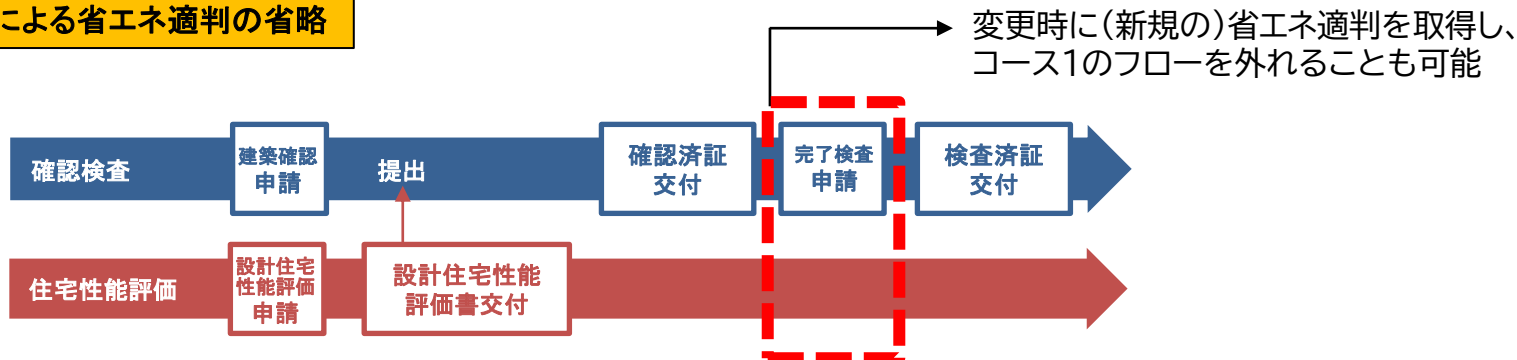 による省エネ適判の省略
変更時に(新規の)省エネ適判を取得し、
コース1のフローを外れることも可能
確認検査
建築確認
申請
提出
確認済証
交付
完了検査
申請
検査済証
交付
住宅性能評価
設計住宅
性能評価
申請
設計住宅性能
評価書交付